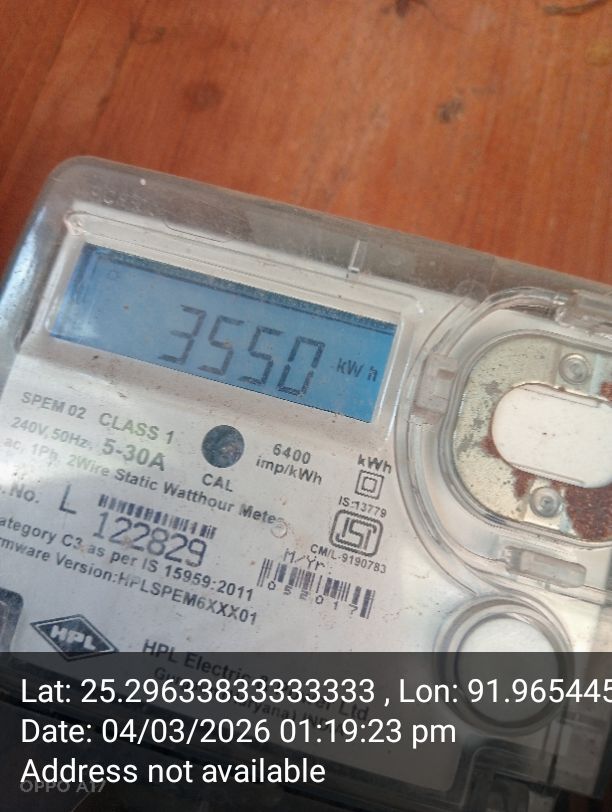 3550 kWh
SPEM 02 CLASS 1
240V, 50Hz, 5-30A
ac, 1Ph, 2Wire Static Watthour Meter
CAL
6400
imp/kWh
kWh
IS:13779
CM/L-9190783
.No. L 122829
ategory C3 as per IS 15959:2011
rmware Version:HPLSPEM6XXX01
M/Yr.
052017
HPL
HPL Electric
Lat: 25.29633833333333 , Lon: 91.965445
Date: 04/03/2026 01:19:23 pm
Address not available
OPPO A17